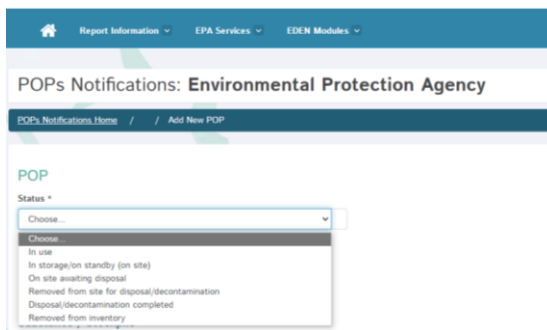 Report Information
EPA Services
EDEN Modules
POPs Notifications: Environmental Protection Agency
POPs Notifications Home / / Add New POP
POP
Status *
Choose...
Choose...
In use
In storage/on standby (on site)
On site awaiting disposal
Removed from site for disposal/decontamination
Disposal/decontamination completed
Removed from inventory